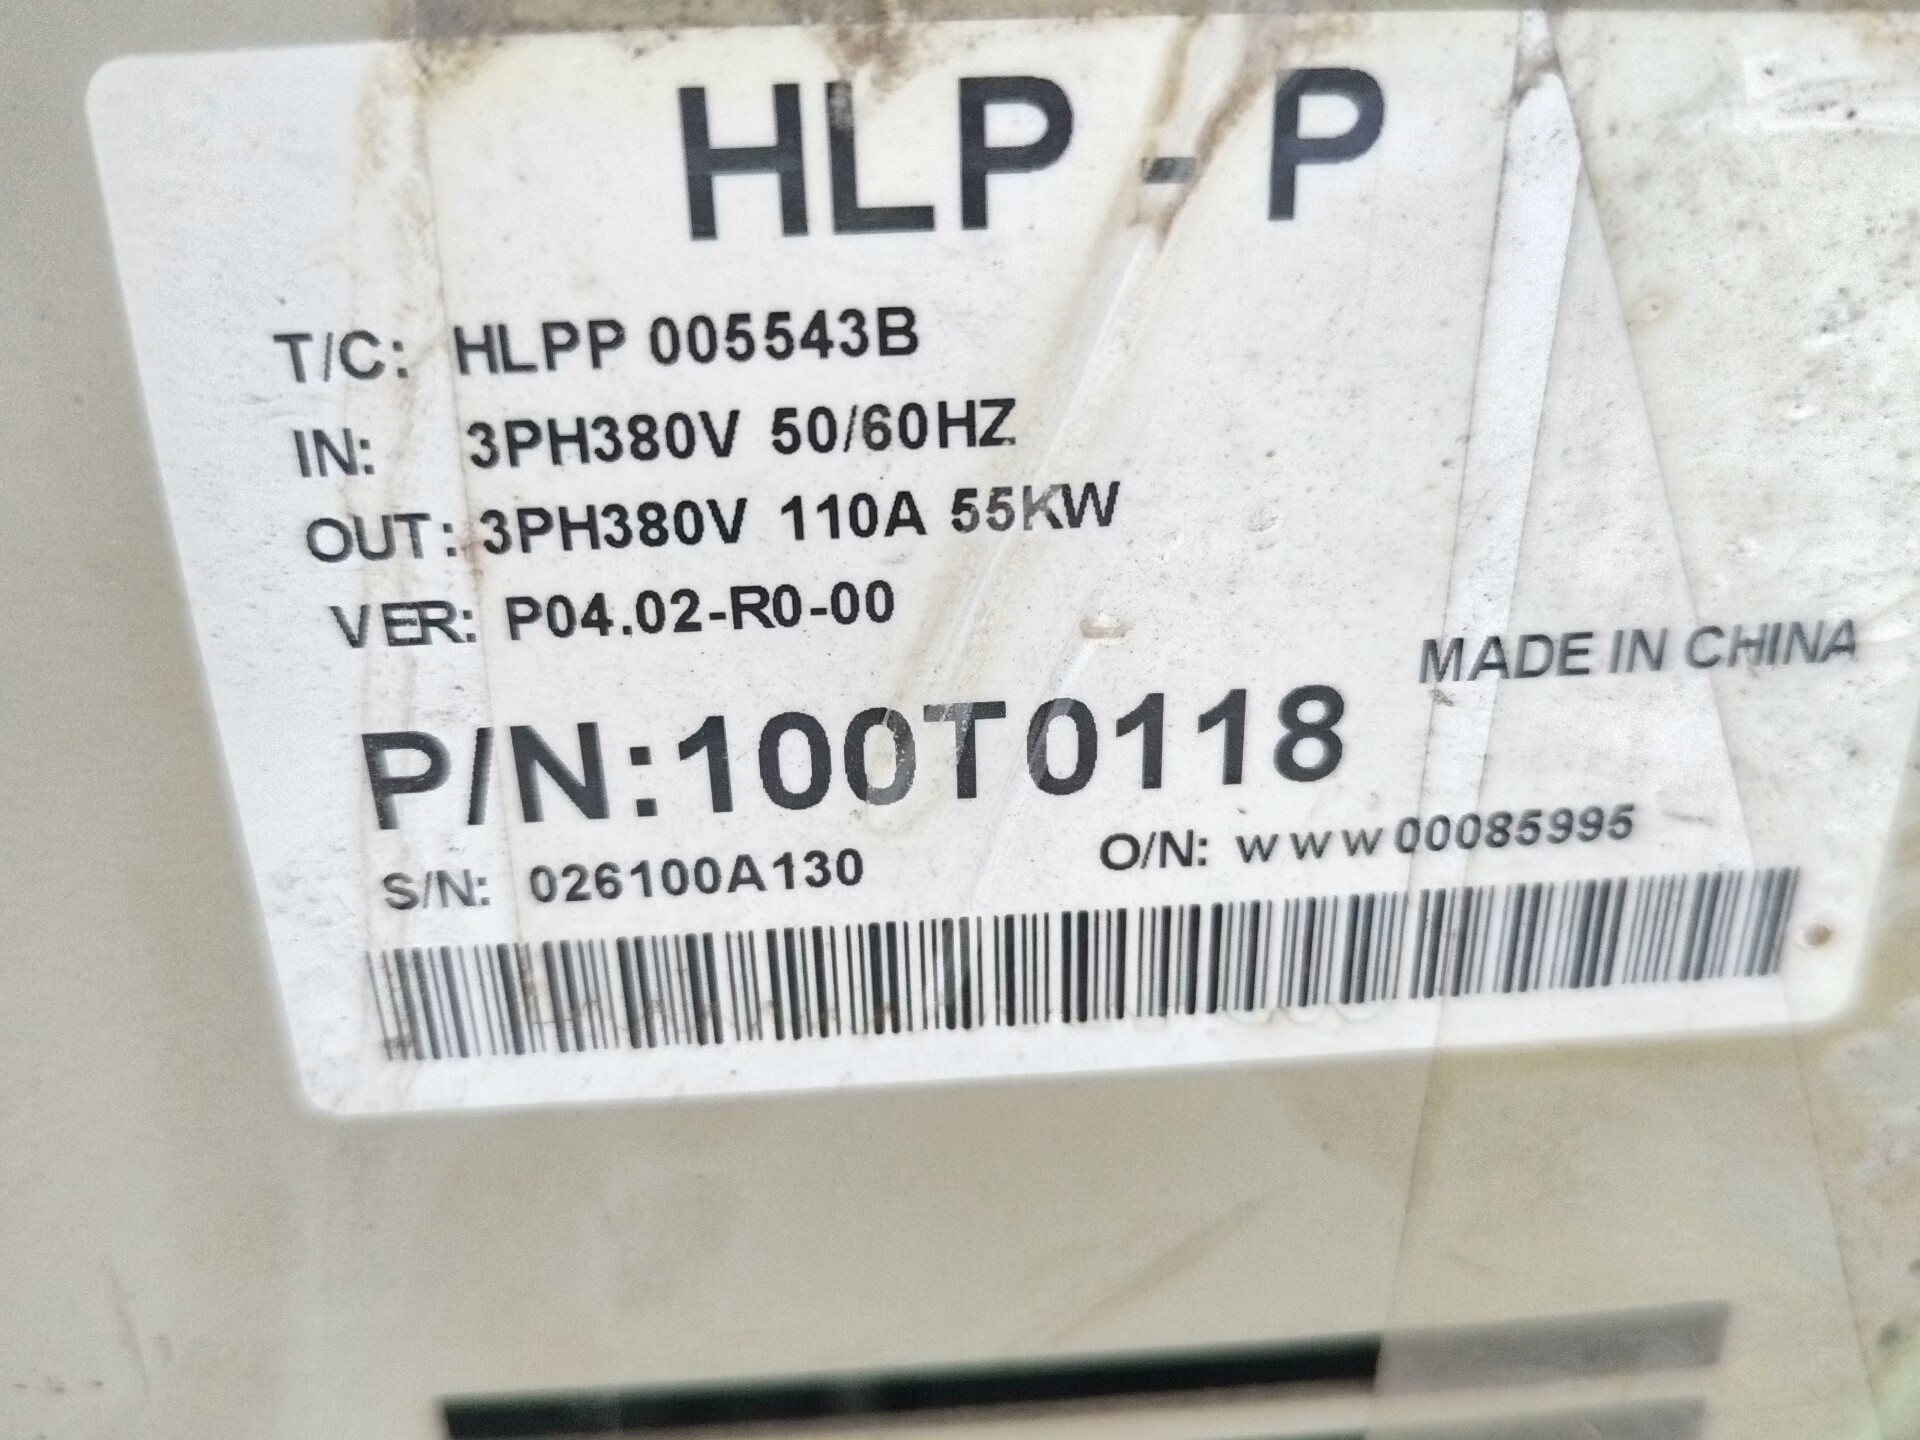 HLP - P
T/C: HLPP 005543B
IN: 3PH380V 50/60HZ
OUT: 3PH380V 110A 55KW
VER: P04.02-R0-00
MADE IN CHINA
P/N:100T0118
S/N: 026100A130
O/N: WWW00085995